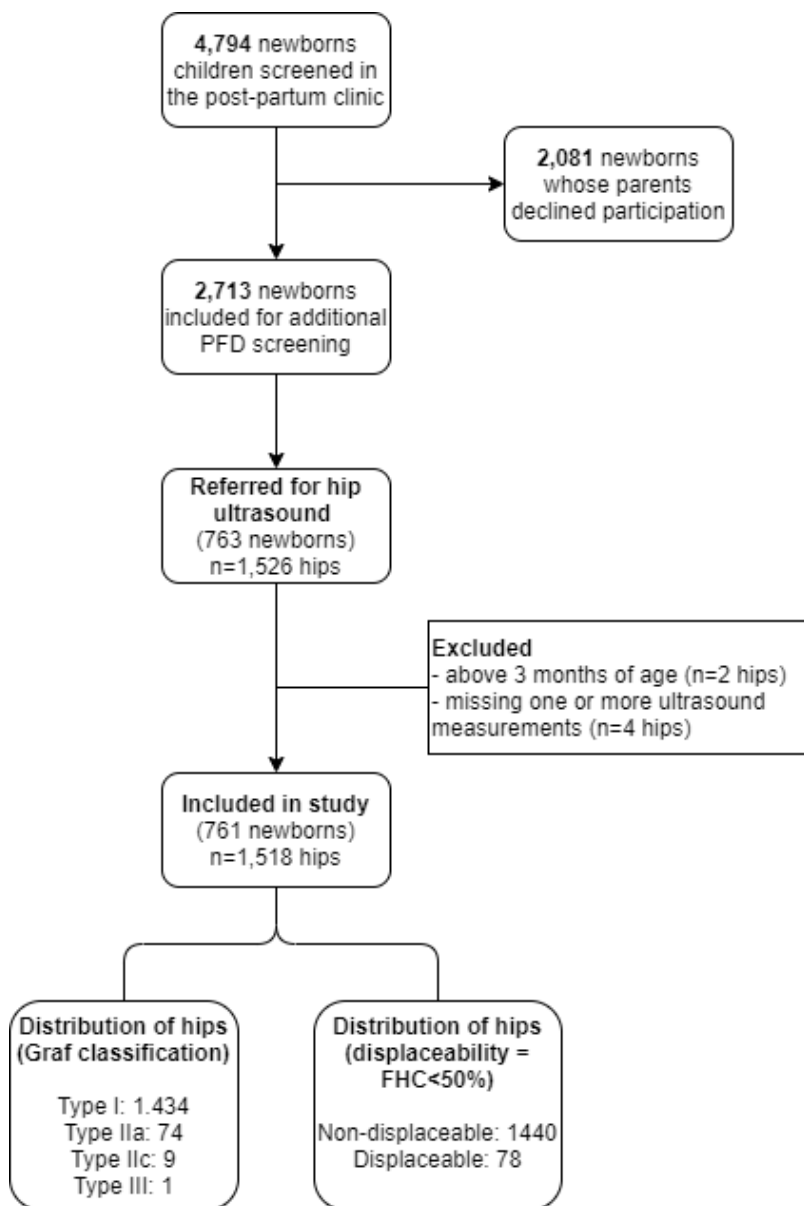 4,794 newborns
children screened in
the post-partum clinic
2,081 newborns
whose parents
declined participation
2,713 newborns
included for additional
PFD screening
Referred for hip
ultrasound
(763 newborns)
n=1,526 hips
Excluded
- above 3 months of age (n=2 hips)
- missing one or more ultrasound
measurements (n=4 hips)
Included in study
(761 newborns)
n=1,518 hips
Distribution of hips
(Graf classification)
Type I: 1.434
Type IIa: 74
Type IIc: 9
Type III: 1
Distribution of hips
(displaceability =
FHC<50%)
Non-displaceable: 1440
Displaceable: 78